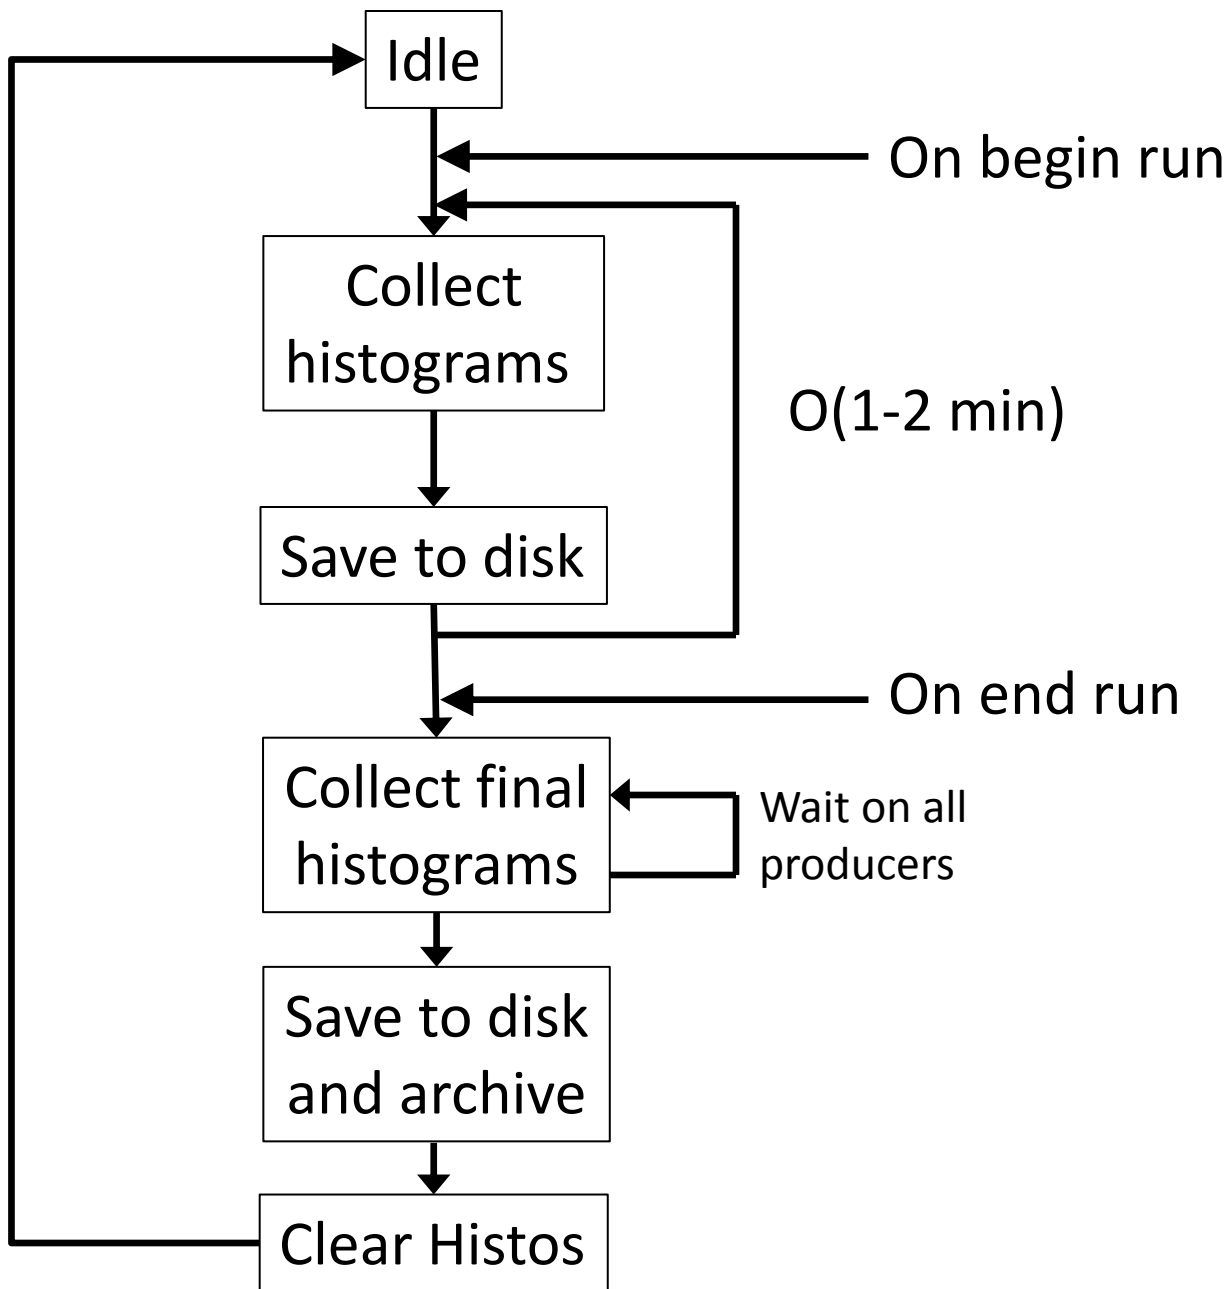 Idle
On begin run
Collect
histograms
O(1-2 min)
Save to disk
On end run
Collect final
histograms
Wait on all
producers
Save to disk
and archive
Clear Histos